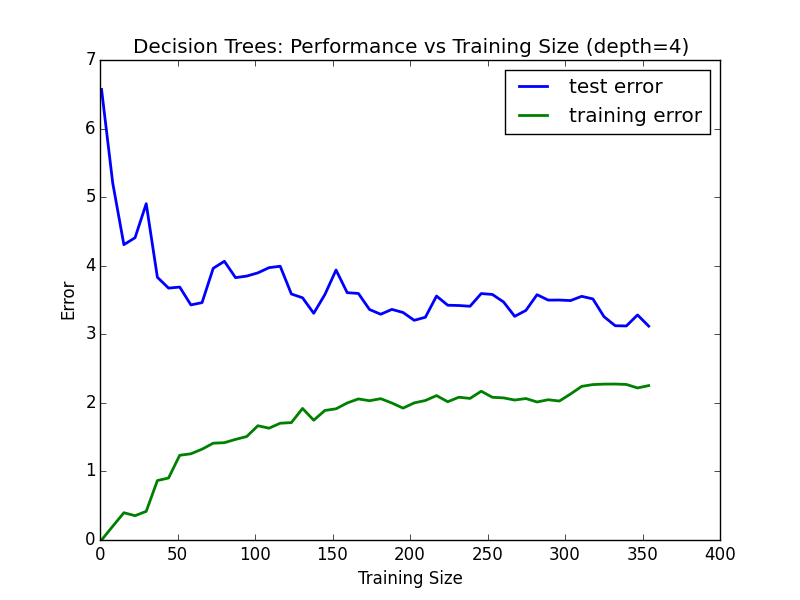 Decision Trees: Performance vs Training Size (depth=4)
7
6
5
4
3
2
1
0
Error
test error
training error
0 50 100 150 200 250 300 350 400
Training Size